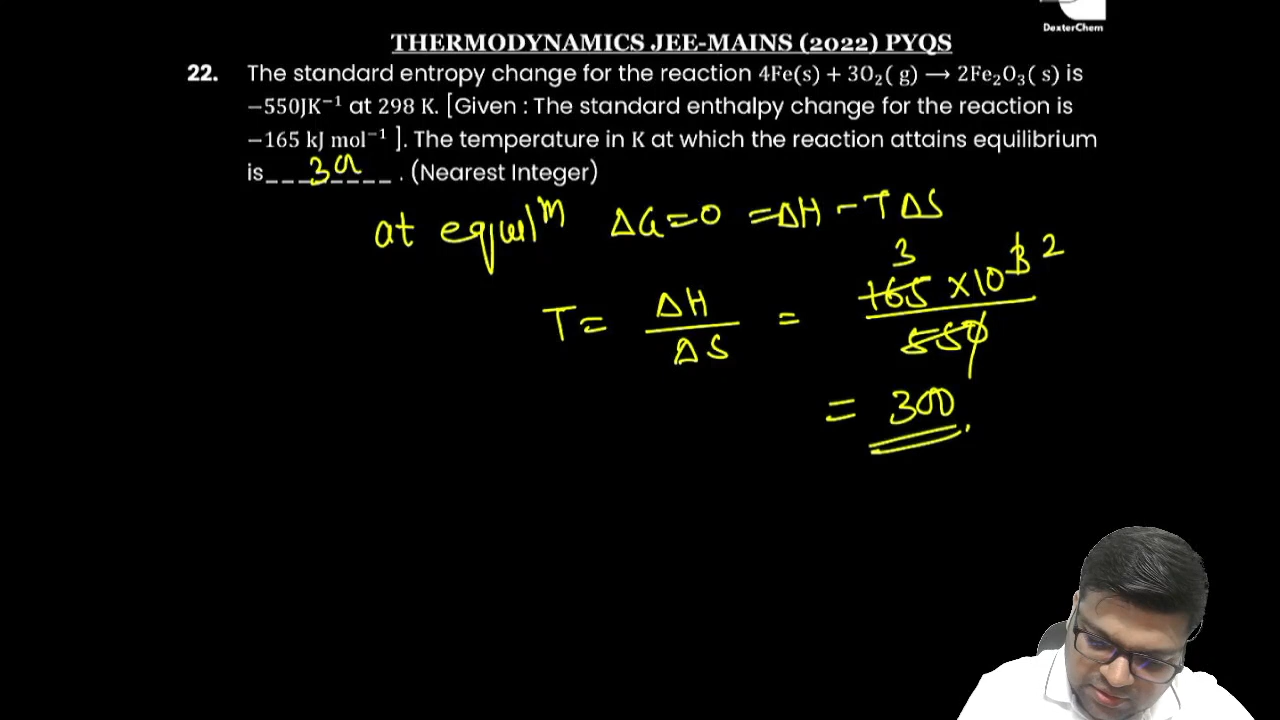 DexterChem
THERMODYNAMICS JEE-MAINS (2022) PYQS
22. The standard entropy change for the reaction 4Fe(s) + 3O₂( g) ⟶ 2Fe₂O₃( s) is
−550JK⁻¹ at 298 K. [Given : The standard enthalpy change for the reaction is
−165 kJ mol⁻¹ ]. The temperature in K at which the reaction attains equilibrium
is_ _ _ _ _ _ _ _ . (Nearest Integer)
at equilᵐ ΔG=0 =ΔH − TΔS
3 2
T= ΔH = 165 ×10³
ΔS 550
= 300